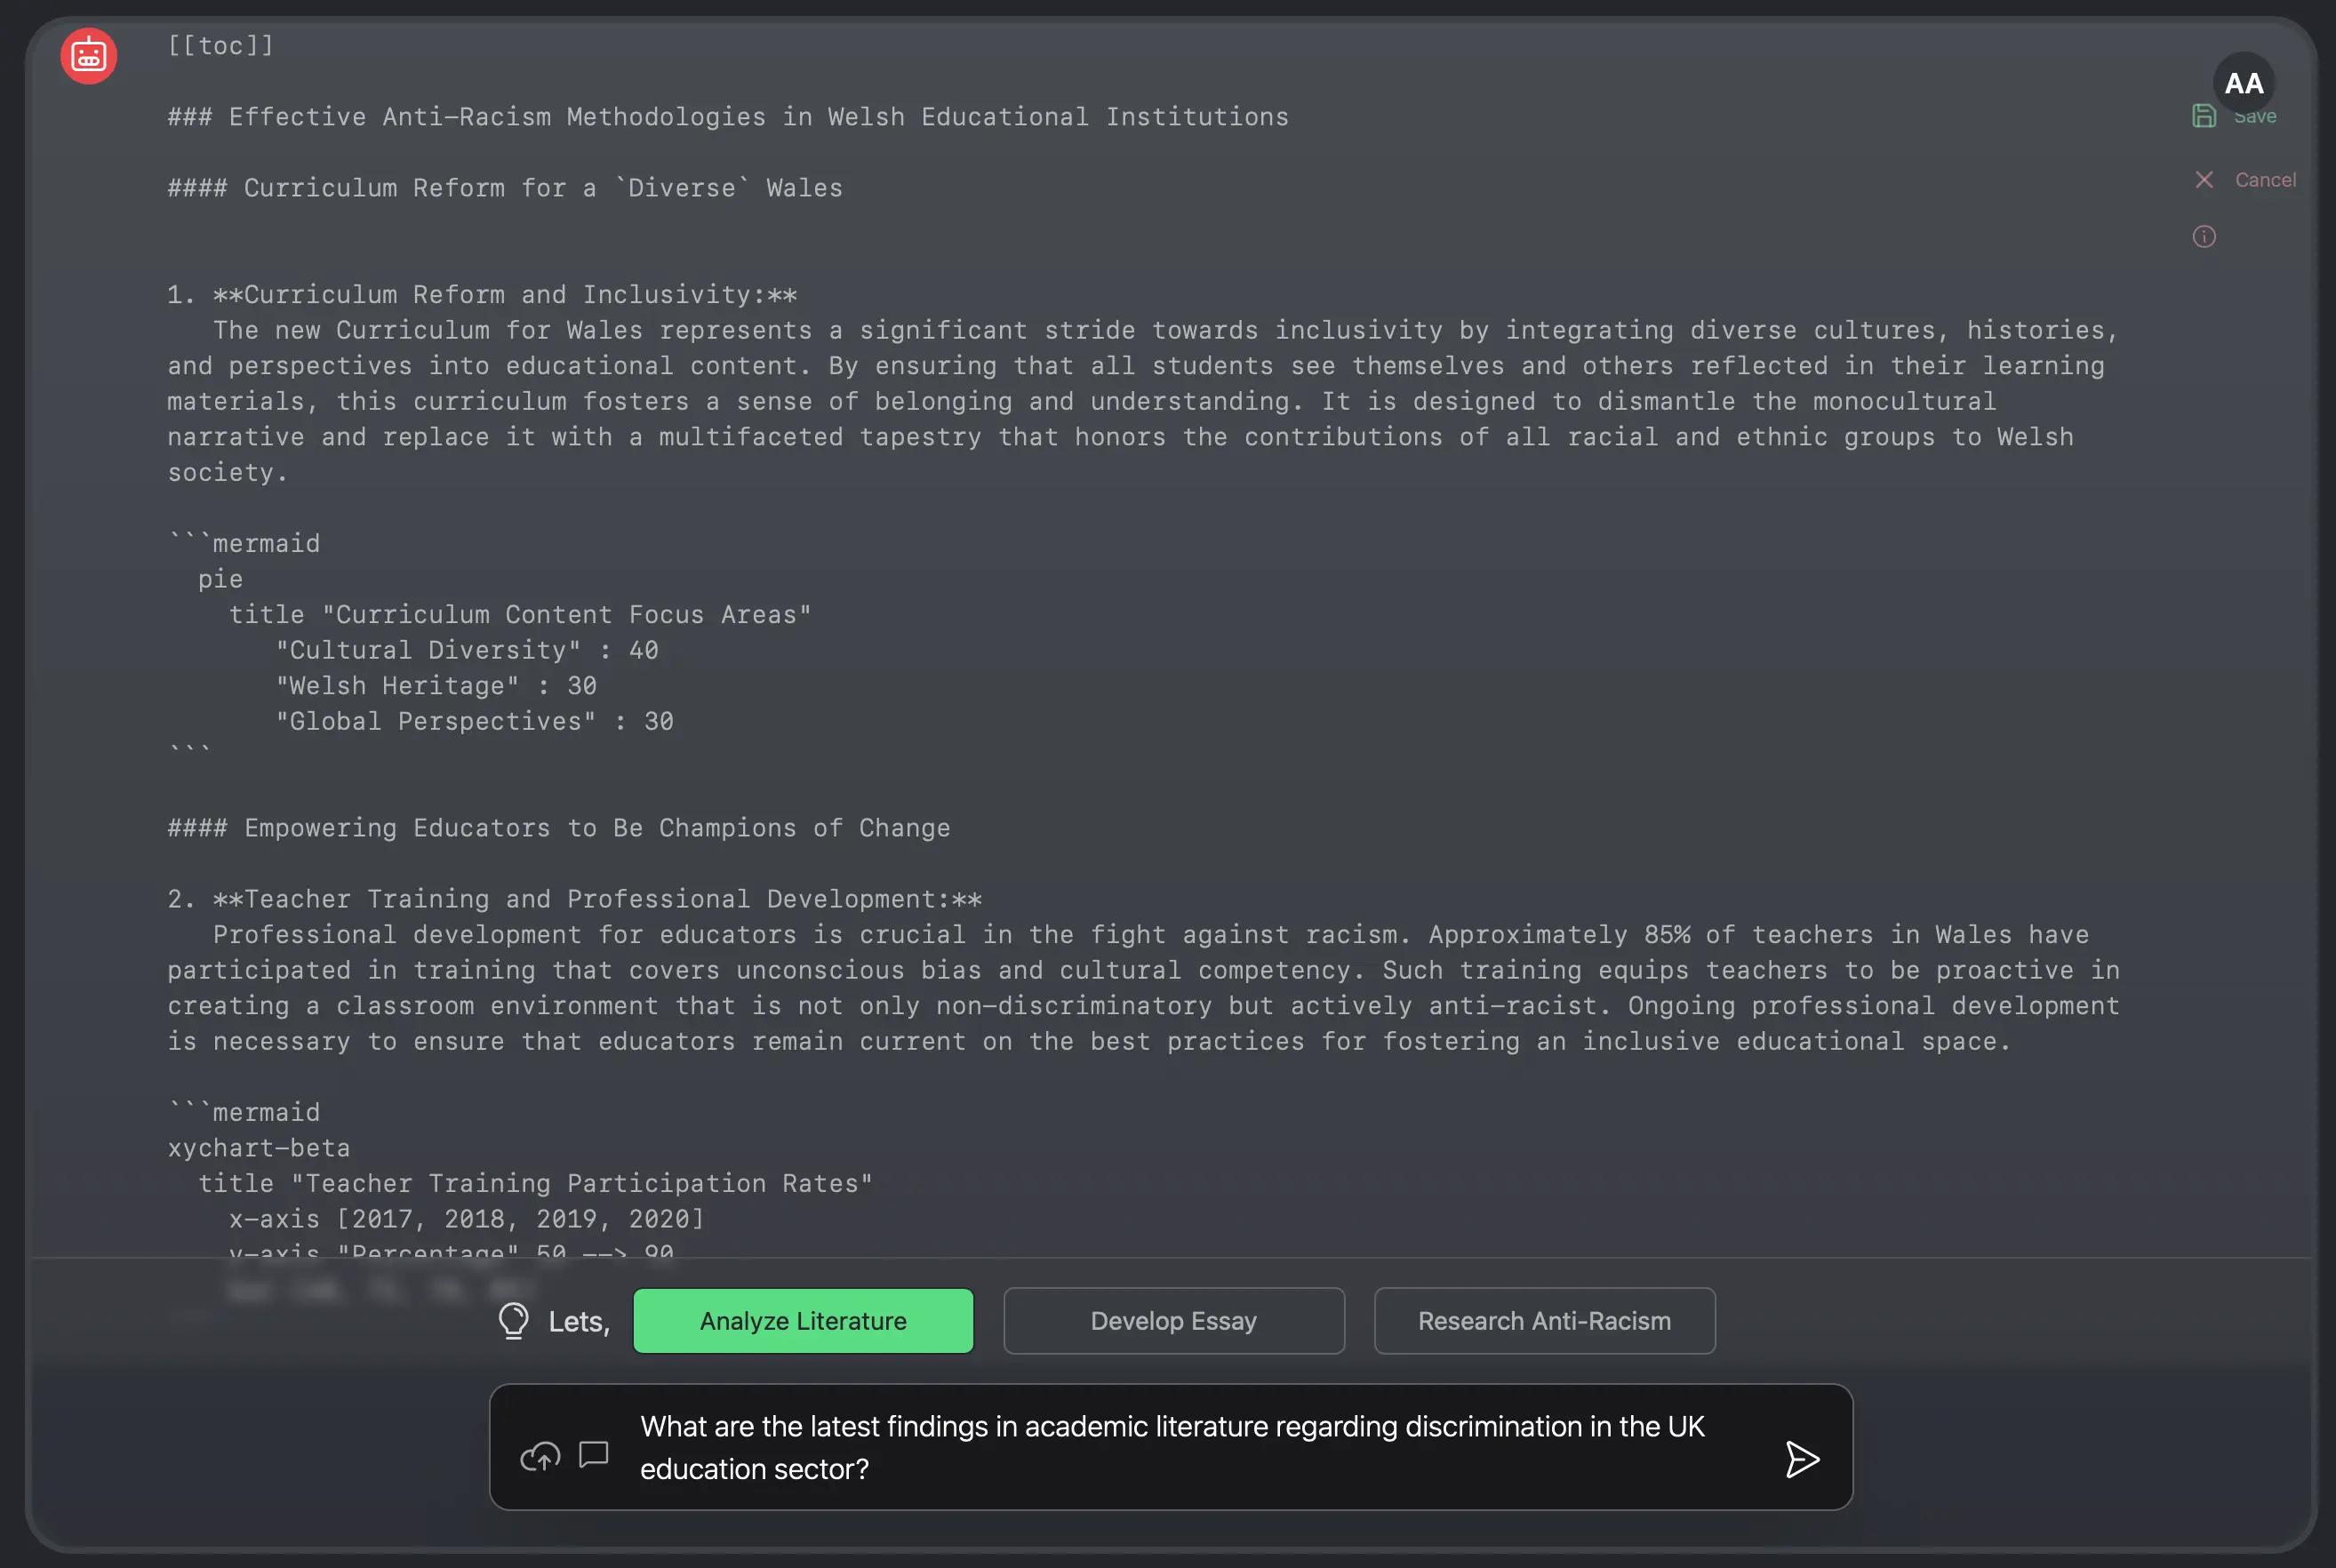 [[toc]]
AA
### Effective Anti-Racism Methodologies in Welsh Educational Institutions
Save
#### Curriculum Reform for a `Diverse` Wales
Cancel
1. **Curriculum Reform and Inclusivity:**
The new Curriculum for Wales represents a significant stride towards inclusivity by integrating diverse cultures, histories,
and perspectives into educational content. By ensuring that all students see themselves and others reflected in their learning
materials, this curriculum fosters a sense of belonging and understanding. It is designed to dismantle the monocultural
narrative and replace it with a multifaceted tapestry that honors the contributions of all racial and ethnic groups to Welsh
society.
```mermaid
pie
title "Curriculum Content Focus Areas"
"Cultural Diversity" : 40
"Welsh Heritage" : 30
"Global Perspectives" : 30
```
#### Empowering Educators to Be Champions of Change
2. **Teacher Training and Professional Development:**
Professional development for educators is crucial in the fight against racism. Approximately 85% of teachers in Wales have
participated in training that covers unconscious bias and cultural competency. Such training equips teachers to be proactive in
creating a classroom environment that is not only non-discriminatory but actively anti-racist. Ongoing professional development
is necessary to ensure that educators remain current on the best practices for fostering an inclusive educational space.
```mermaid
xychart-beta
title "Teacher Training Participation Rates"
x-axis [2017, 2018, 2019, 2020]
y-axis "Percentage" 50 --> 90
Lets,
Analyze Literature
Develop Essay
Research Anti-Racism
What are the latest findings in academic literature regarding discrimination in the UK
education sector?